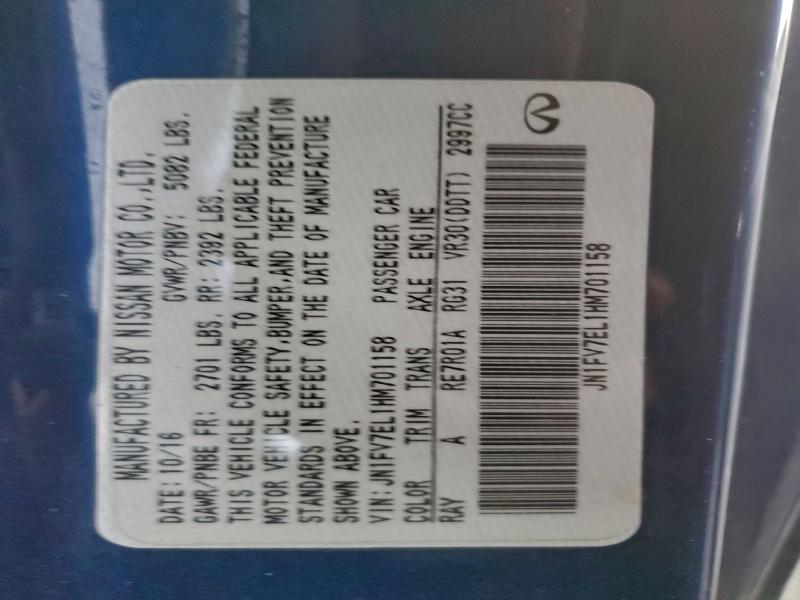 MANUFACTURED BY NISSAN MOTOR CO.,LTD.
DATE: 10/16 GVWR/PNBV: 5082 LBS.
GAWR/PNBE FR: 2701 LBS. RR: 2392 LBS.
THIS VEHICLE CONFORMS TO ALL APPLICABLE FEDERAL
MOTOR VEHICLE SAFETY,BUMPER,AND THEFT PREVENTION
STANDARDS IN EFFECT ON THE DATE OF MANUFACTURE
SHOWN ABOVE.
VIN:JN1FV7EL1HM701158 PASSENGER CAR
COLOR TRIM TRANS AXLE ENGINE
RAY A RE7R01A RG31 VR30(DDTT) 2997CC
JN1FV7EL1HM701158